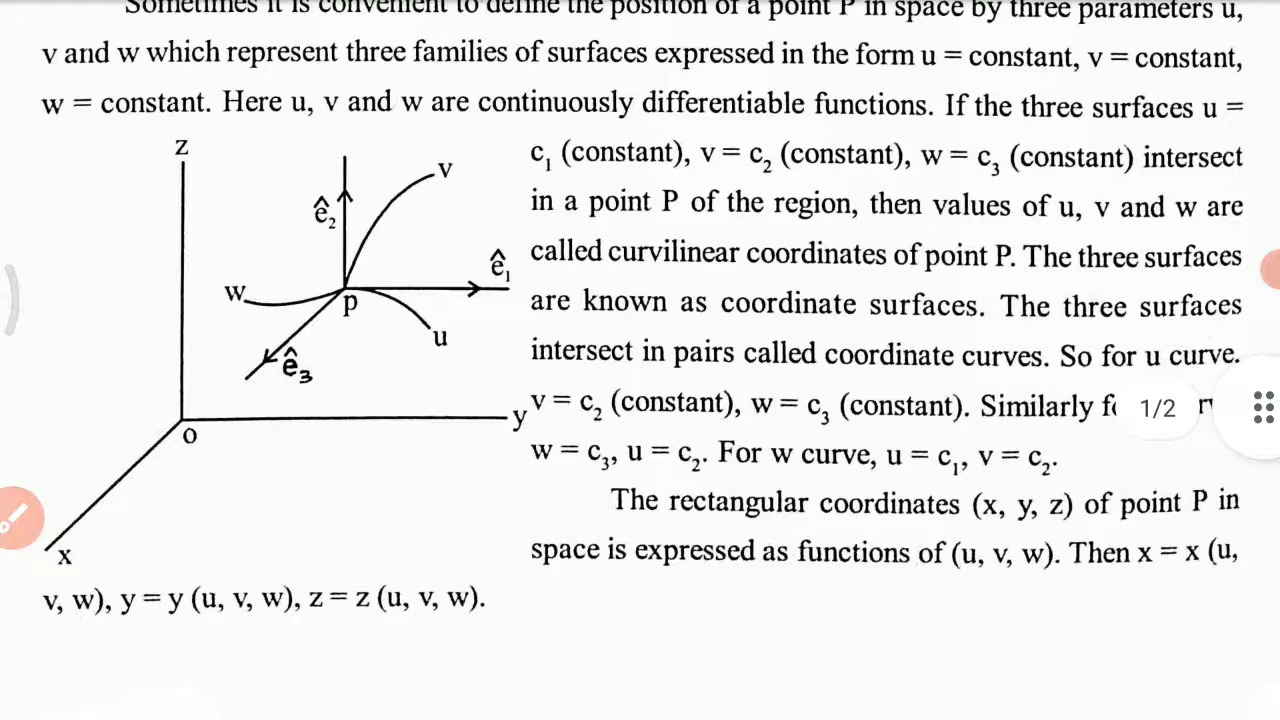 Sometimes it is convenient to define the position of a point P in space by three parameters u,
v and w which represent three families of surfaces expressed in the form u = constant, v = constant,
w = constant. Here u, v and w are continuously differentiable functions. If the three surfaces u =
c₁ (constant), v = c₂ (constant), w = c₃ (constant) intersect
in a point P of the region, then values of u, v and w are
called curvilinear coordinates of point P. The three surfaces
are known as coordinate surfaces. The three surfaces
intersect in pairs called coordinate curves. So for u curve.
v = c₂ (constant), w = c₃ (constant). Similarly
w = c₃, u = c₂. For w curve, u = c₁, v = c₂.
The rectangular coordinates (x, y, z) of point P in
space is expressed as functions of (u, v, w). Then x = x (u,
v, w), y = y (u, v, w), z = z (u, v, w).
z
v
ê₂
ê₁
w
p
u
ê₃
y
o
x
1/2